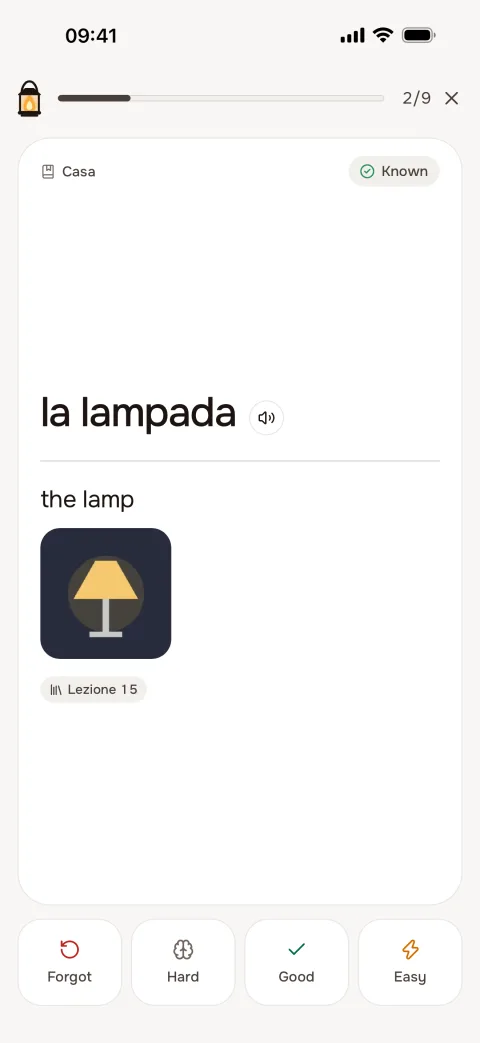 09:41
2/9
Casa
Known
la lampada
the lamp
Lezione 15
Forgot
Hard
Good
Easy